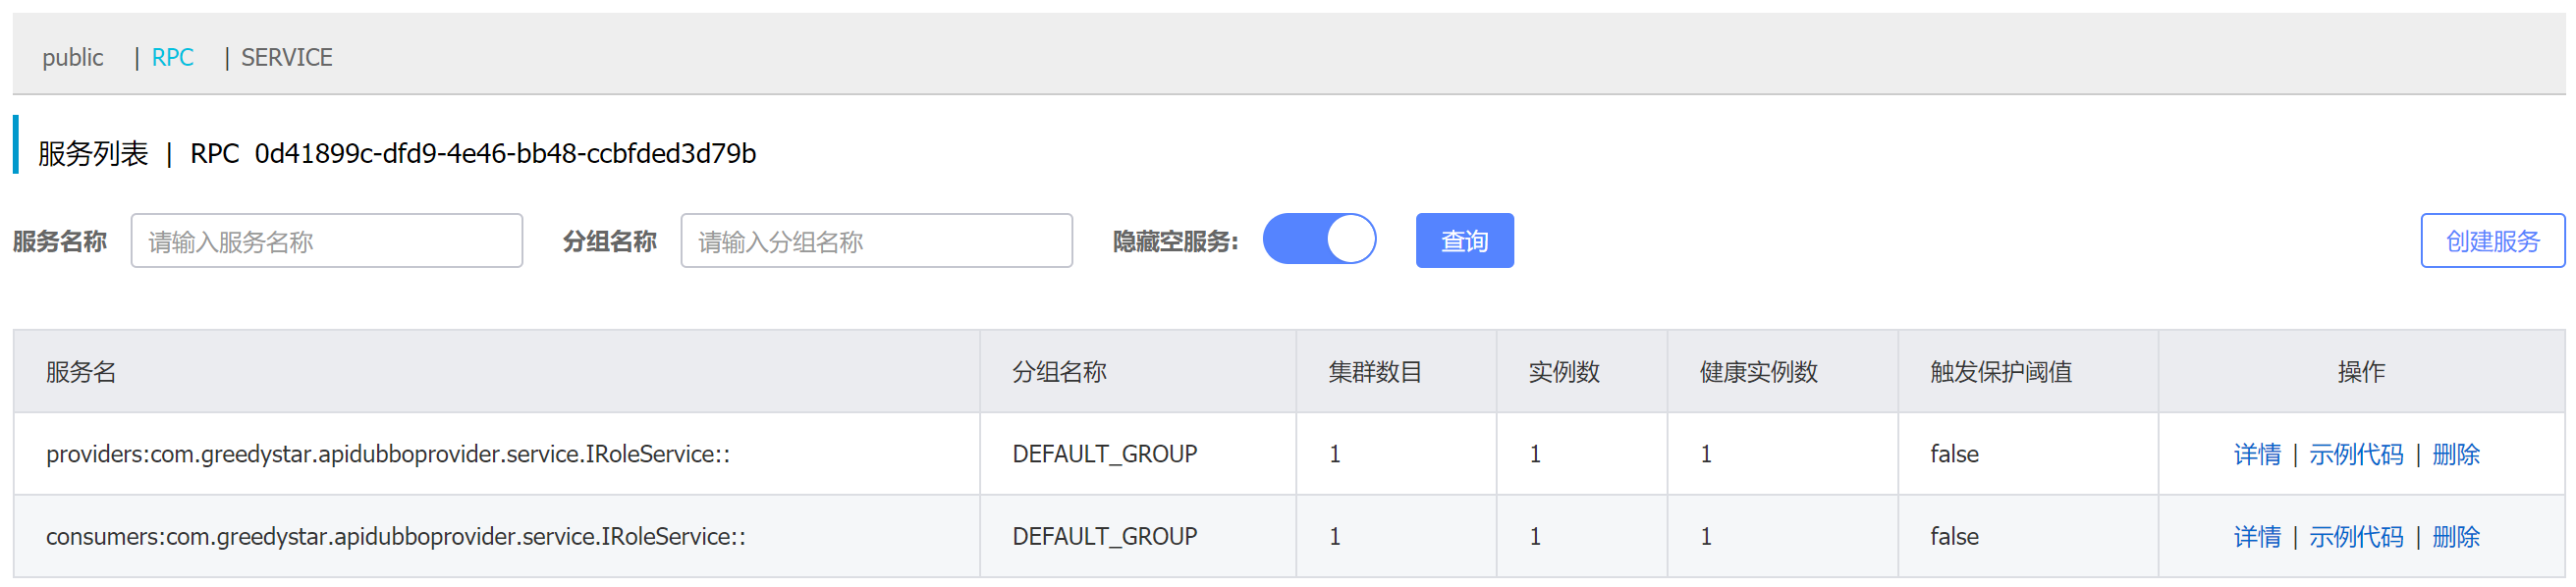 public | RPC | SERVICE
服务列表 | RPC 0d41899c-dfd9-4e46-bb48-ccbfded3d79b
服务名称 请输入服务名称 分组名称 请输入分组名称 隐藏空服务: 查询 创建服务
服务名 分组名称 集群数目 实例数 健康实例数 触发保护阈值 操作
providers:com.greedystar.apidubboprovider.service.IRoleService:: DEFAULT_GROUP 1 1 1 false 详情 | 示例代码 | 删除
consumers:com.greedystar.apidubboprovider.service.IRoleService:: DEFAULT_GROUP 1 1 1 false 详情 | 示例代码 | 删除